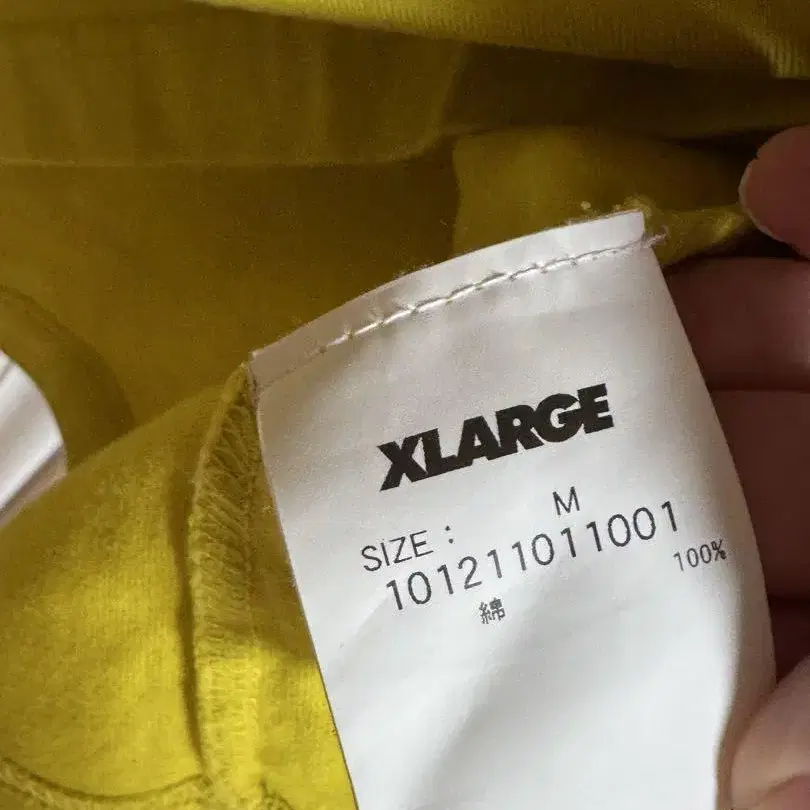 XLARGE
SIZE : M
101211011001
綿 100%